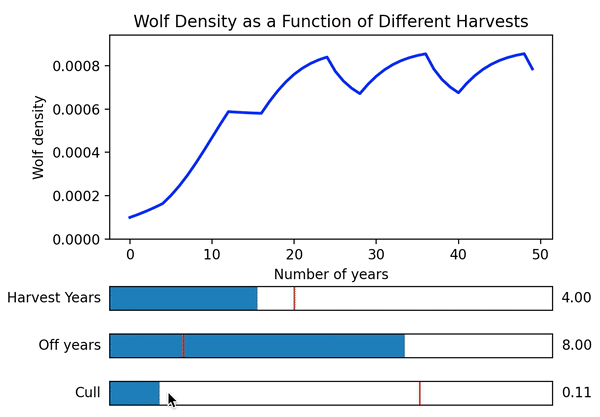 Wolf Density as a Function of Different Harvests
0.0008
0.0006
0.0004
0.0002
0.0000
Wolf density
0 10 20 30 40 50
Number of years
Harvest Years 4.00
Off years 8.00
Cull 0.11